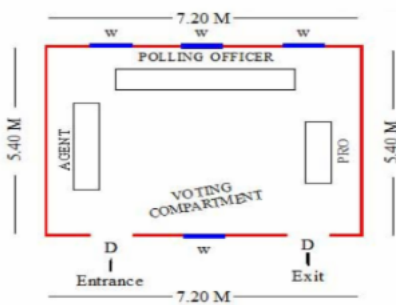 7.20 M
w w w
POLLING OFFICER
5.40 M
AGENT
PRO
5.40 M
VOTING
COMPARTMENT
D w D
Entrance Exit
7.20 M